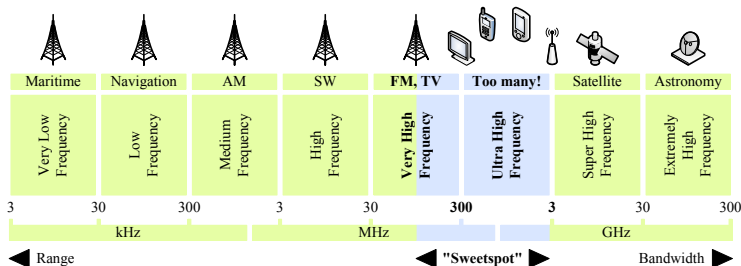 Maritime Navigation AM SW FM, TV Too many! Satellite Astronomy
Very Low
Frequency
Low
Frequency
Medium
Frequency
High
Frequency
Very High
Frequency
Ultra High
Frequency
Super High
Frequency
Extremely
High
Frequency
3 30 300 3 30 300 3 30 300
kHz MHz GHz
Range "Sweetspot" Bandwidth